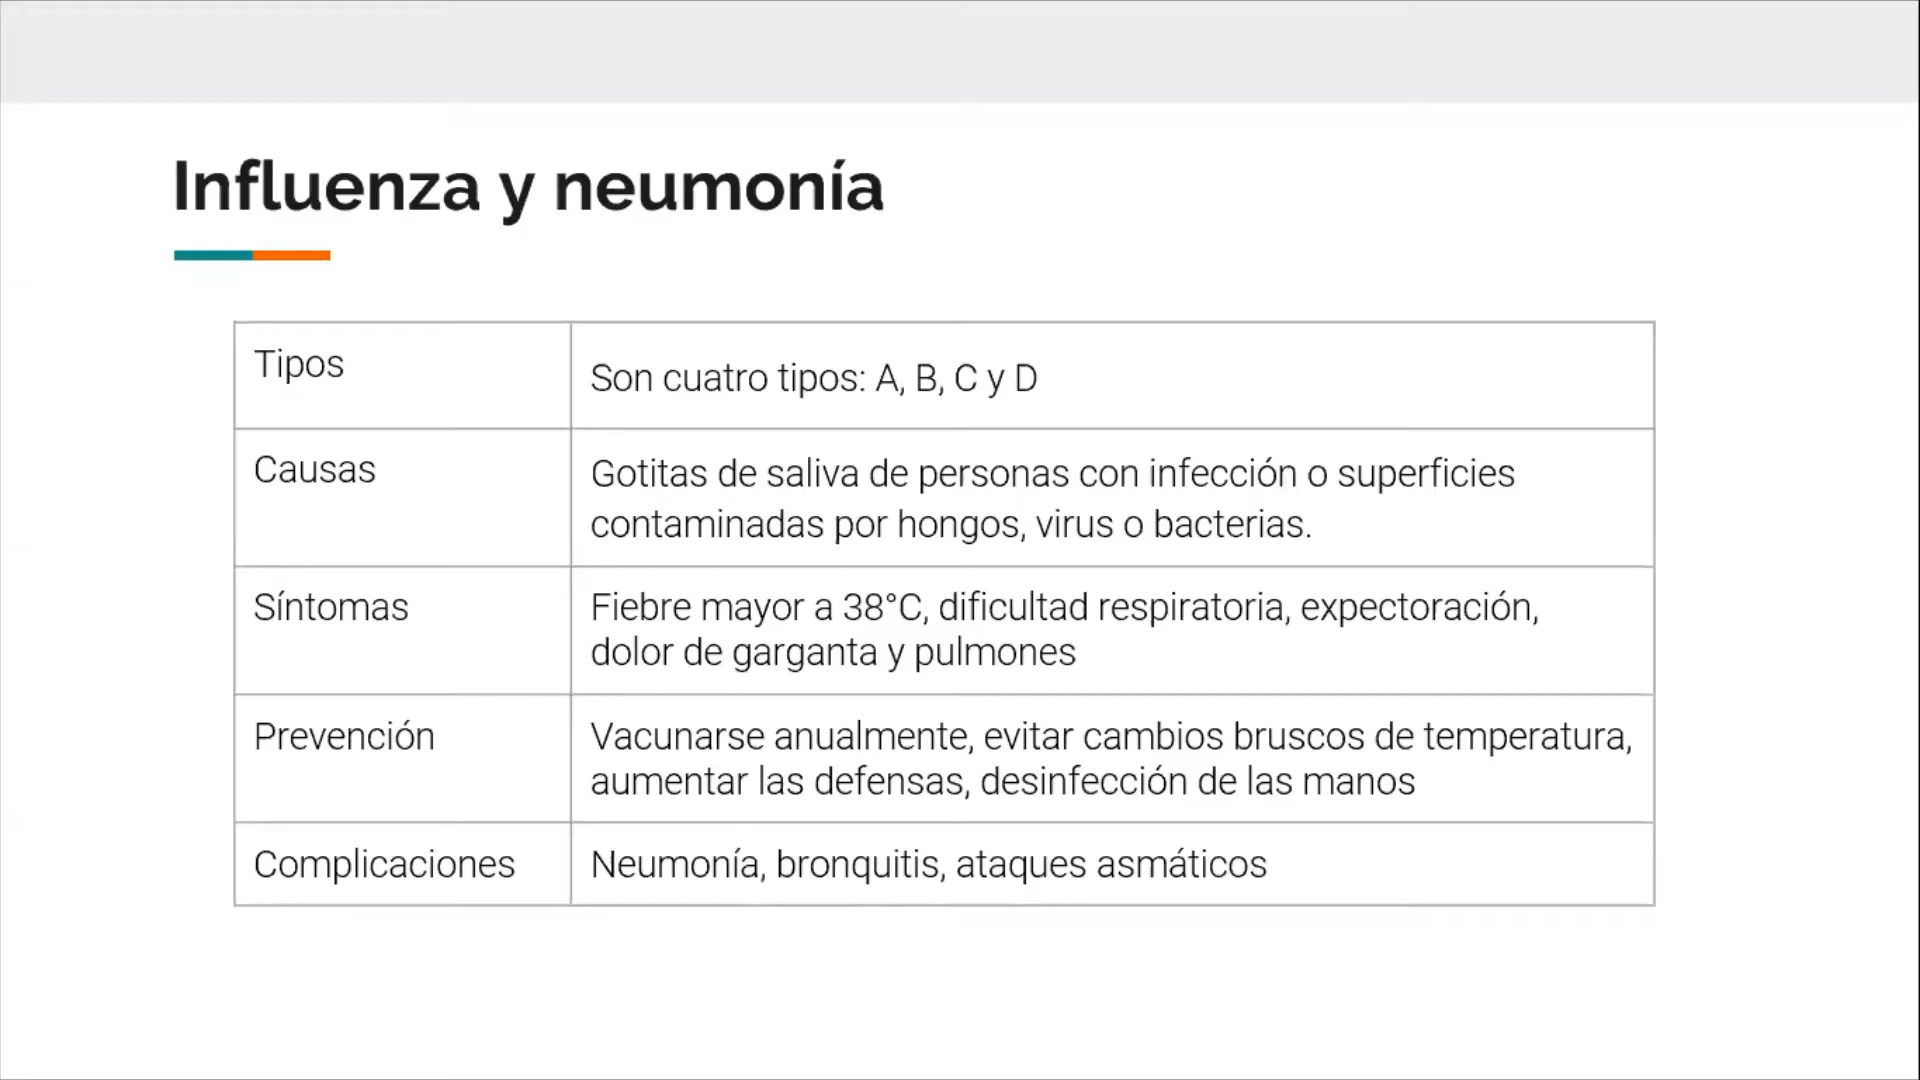 Influenza y neumonía
Tipos
Son cuatro tipos: A, B, C y D
Causas
Gotitas de saliva de personas con infección o superficies
contaminadas por hongos, virus o bacterias.
Síntomas
Fiebre mayor a 38°C, dificultad respiratoria, expectoración,
dolor de garganta y pulmones
Prevención
Vacunarse anualmente, evitar cambios bruscos de temperatura,
aumentar las defensas, desinfección de las manos
Complicaciones
Neumonía, bronquitis, ataques asmáticos